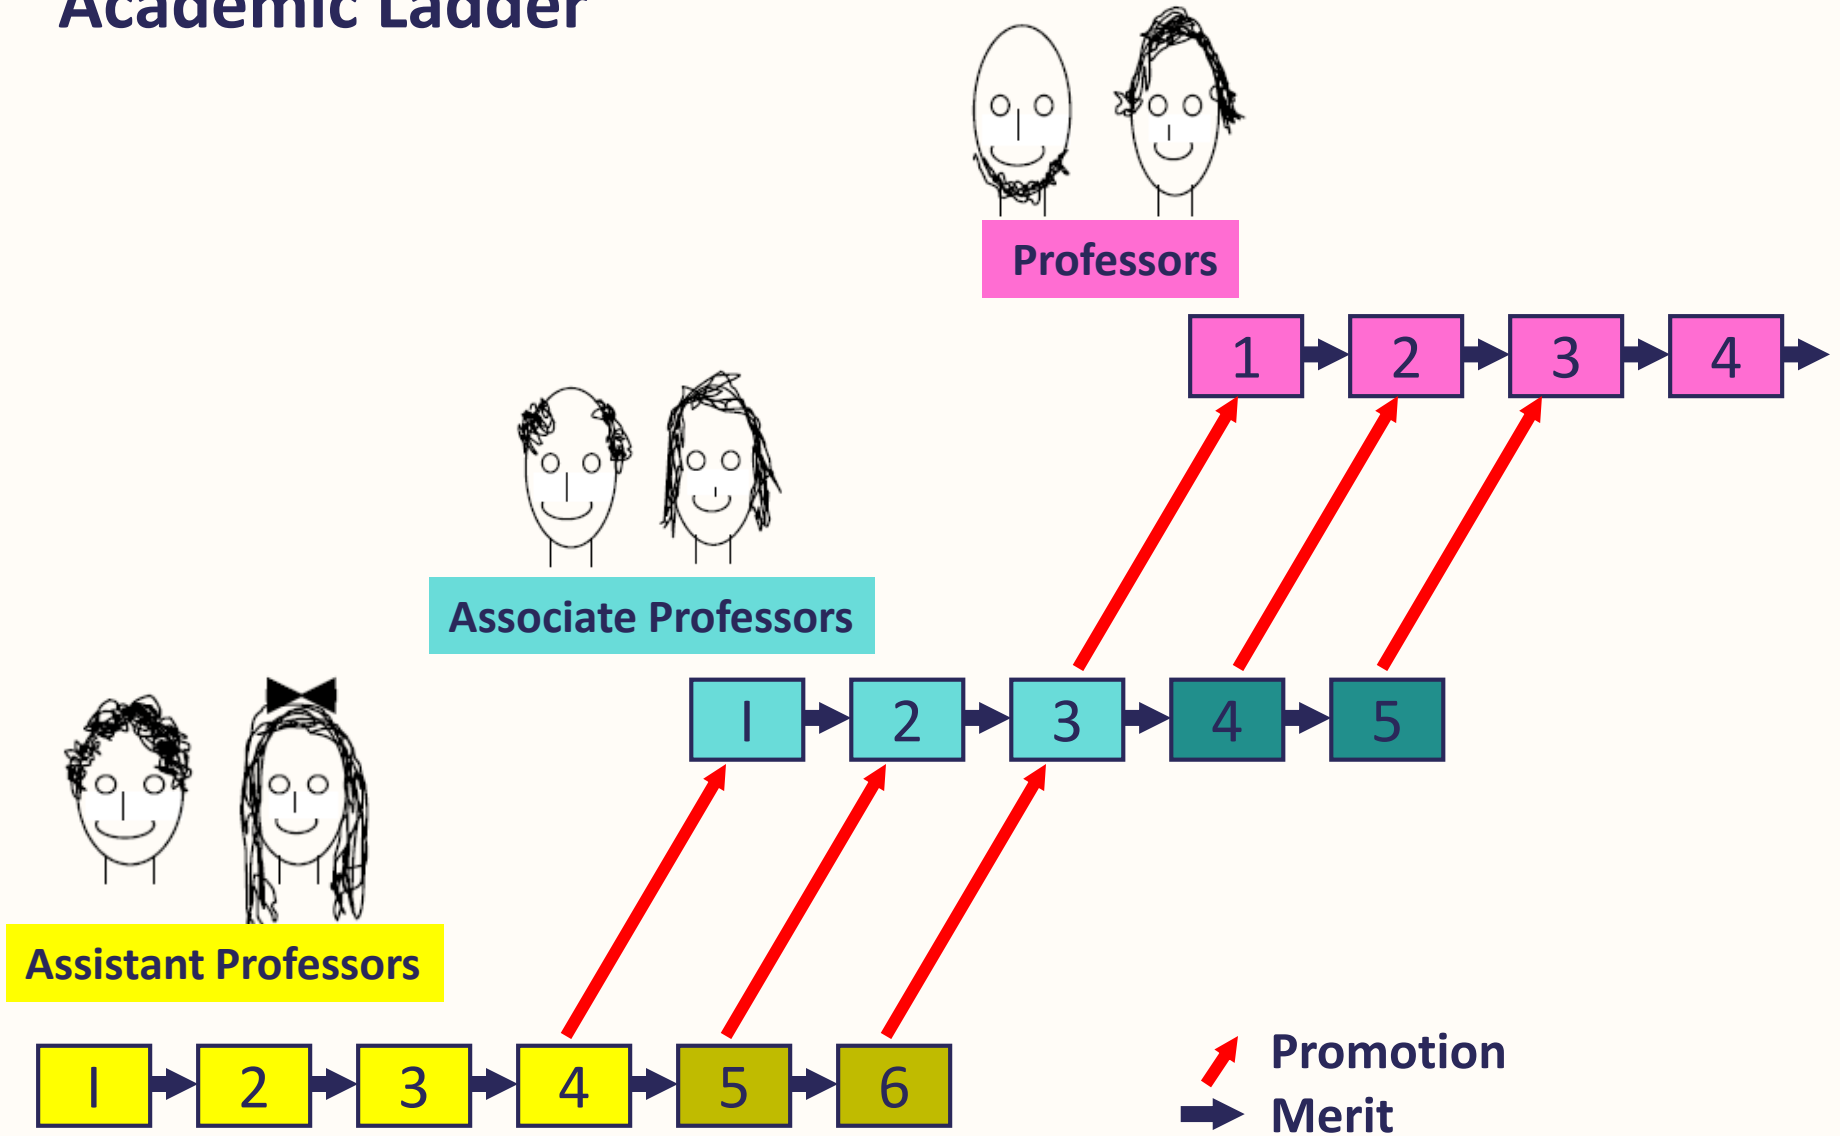 Academic Ladder
Professors
1 2 3 4
Associate Professors
I 2 3 4 5
Assistant Professors
I 2 3 4 5 6
Promotion
Merit